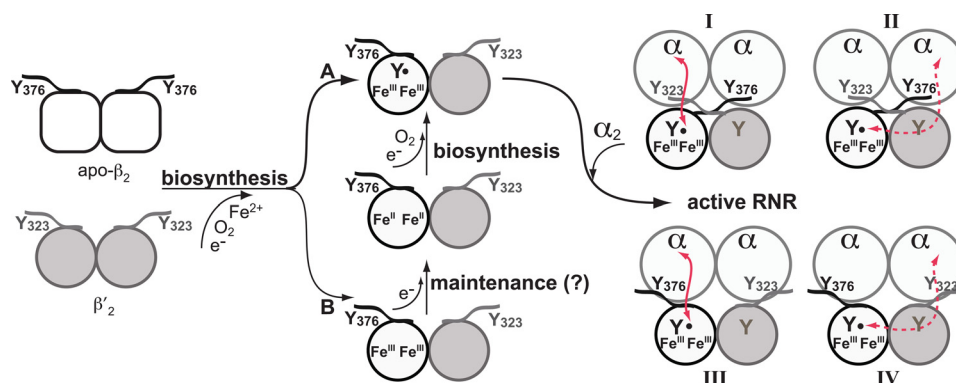 Y376
Y376
apo-β2
Y323
Y323
β′2
biosynthesis
Fe2+
O2
e-
A
B
Y376
Y323
Y•
FeIII FeIII
O2
e-
biosynthesis
Y376
Y323
FeII FeII
e-
maintenance (?)
Y376
Y323
FeIII FeIII
α2
active RNR
I
α
α
Y323
Y376
Y•
FeIII FeIII
Y
II
α
α
Y323
Y376
Y•
FeIII FeIII
Y
α
α
Y376
Y323
Y•
FeIII FeIII
Y
III
α
α
Y376
Y323
Y•
FeIII FeIII
Y
IV